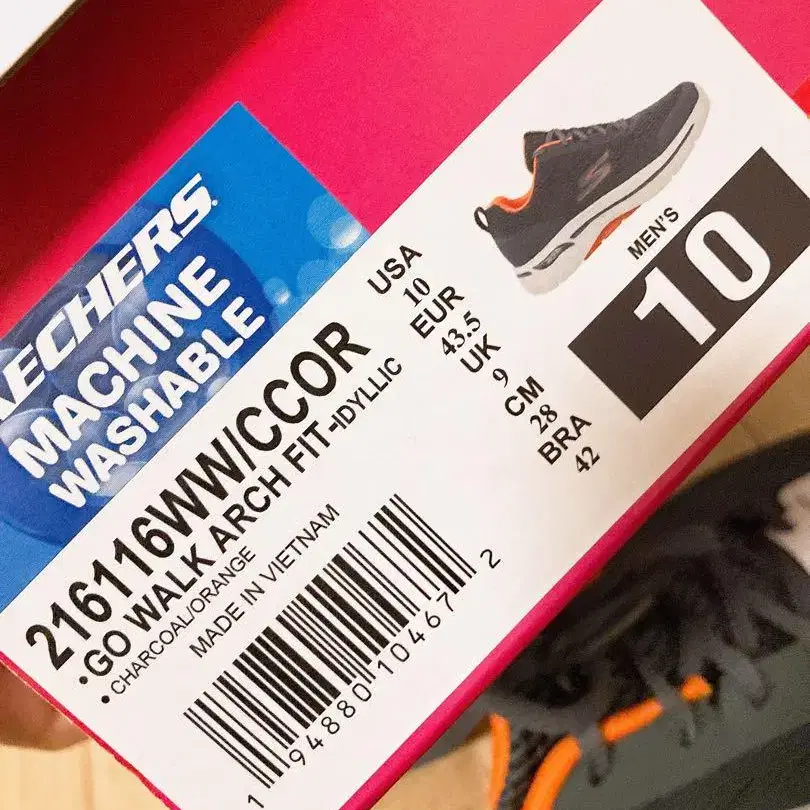 SKECHERS
MACHINE
WASHABLE
216116WW/CCOR
•GO WALK ARCH FIT-IDYLLIC
•CHARCOAL/ORANGE
MADE IN VIETNAM
1 94880 10467 2
USA
10
EUR
43.5
UK
9
CM
28
BRA
42
MEN'S
10